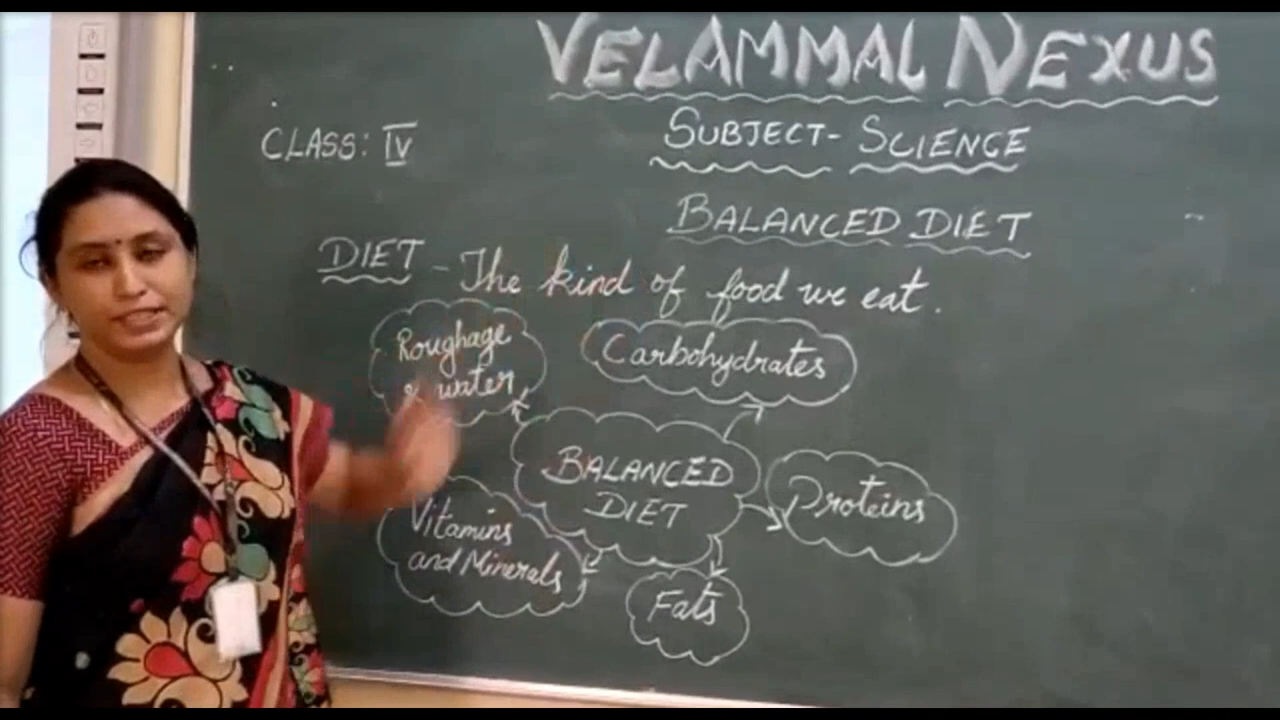 VELAMMAL NEXUS
CLASS: IV
SUBJECT- SCIENCE
BALANCED DIET
DIET - The kind of food we eat.
Roughage
& water
Carbohydrates
BALANCED
DIET
Proteins
Vitamins
and Minerals
Fats